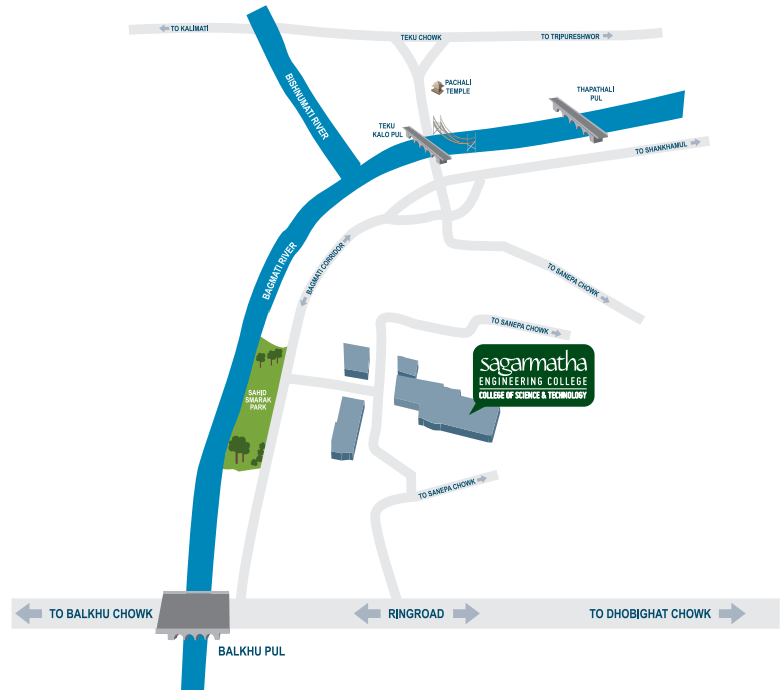 TO KALIMATI
TEKU CHOWK
TO TRIPURESHWOR
BISHNUMATI RIVER
PACHALI
TEMPLE
THAPATHALI
PUL
TEKU
KALO PUL
TO SHANKHAMUL
BAGMATI RIVER
BAGMATI CORRIDOR
TO SANEPA CHOWK
TO SANEPA CHOWK
sagarmatha
ENGINEERING COLLEGE
COLLEGE OF SCIENCE & TECHNOLOGY
SAHID
SMARAK
PARK
TO SANEPA CHOWK
TO BALKHU CHOWK
RINGROAD
TO DHOBIGHAT CHOWK
BALKHU PUL